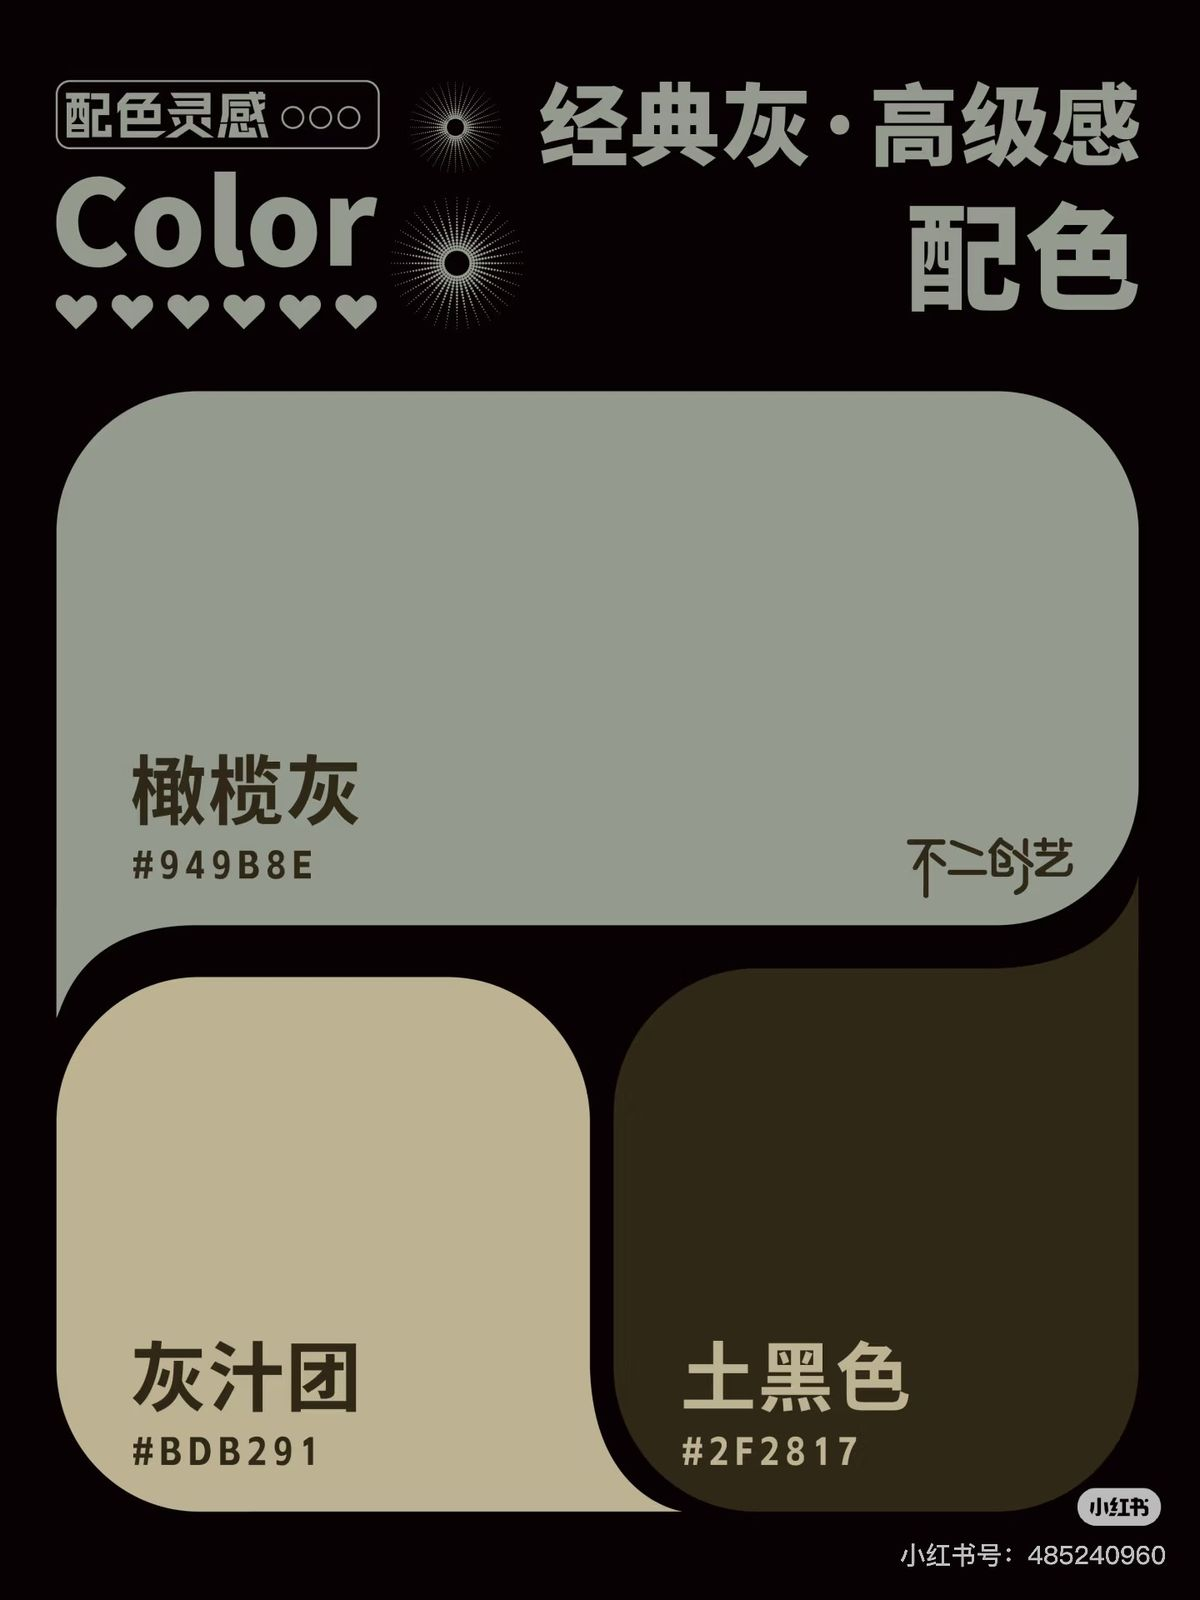 配色灵感
经典灰·高级感
Color
配色
橄榄灰
#949B8E
不二创艺
灰汁团
#BDB291
土黑色
#2F2817
小红书
小红书号：485240960